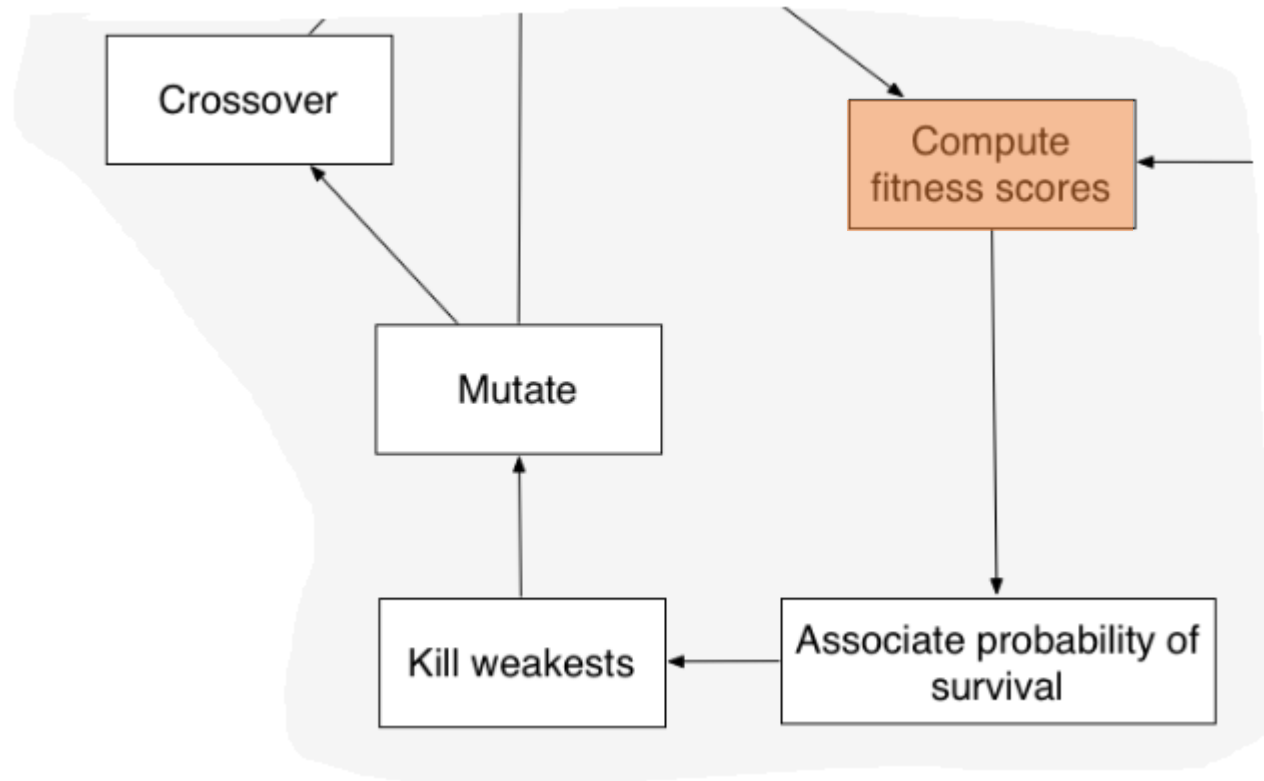 Crossover
Compute
fitness scores
Mutate
Kill weakests
Associate probability of
survival